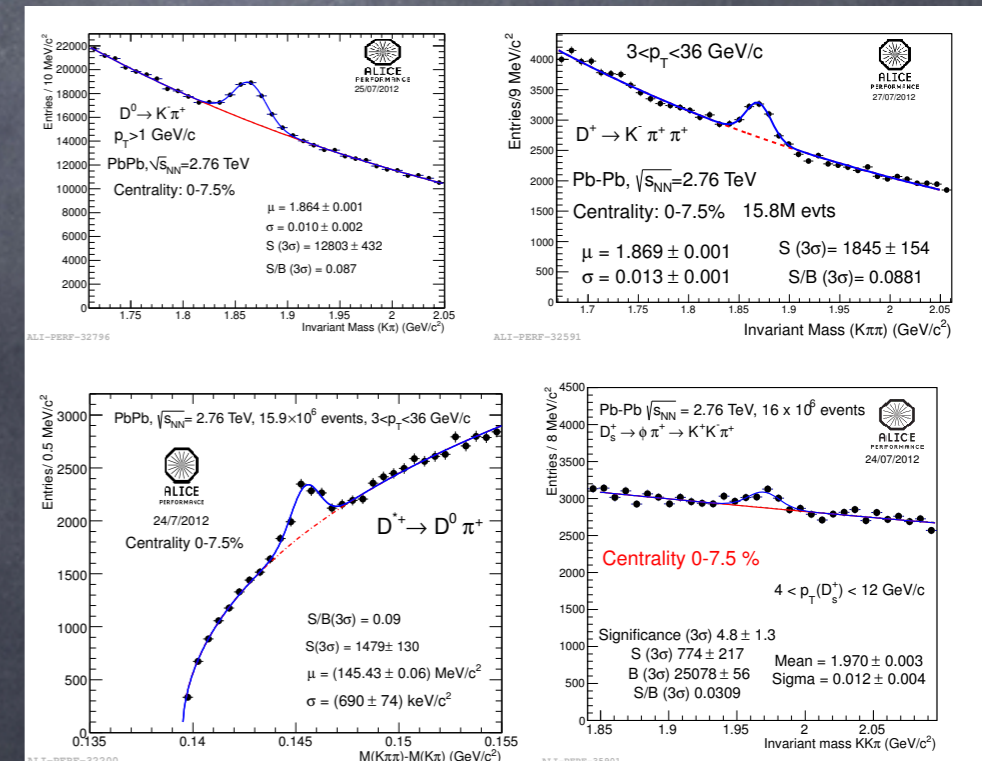 Entries / 10 MeV/c²
22000
20000
18000
16000
14000
12000
10000
8000
6000
4000
2000
0
ALICE
PERFORMANCE
25/07/2012
D⁰→ K⁻π⁺
p_T>1 GeV/c
PbPb, √s_NN=2.76 TeV
Centrality: 0-7.5%
μ = 1.864 ± 0.001
σ = 0.010 ± 0.002
S (3σ) = 12803 ± 432
S/B (3σ) = 0.087
1.75 1.8 1.85 1.9 1.95 2 2.05
Invariant Mass (Kπ) (GeV/c²)
ALI-PERF-32796
Entries/9 MeV/c²
4000
3500
3000
2500
2000
1500
1000
500
0
3<p_T<36 GeV/c
ALICE
PERFORMANCE
27/07/2012
D⁺ → K⁻ π⁺ π⁺
Pb-Pb, √s_NN=2.76 TeV
Centrality: 0-7.5% 15.8M evts
μ = 1.869 ± 0.001
σ = 0.013 ± 0.001
S (3σ)= 1845 ± 154
S/B (3σ)= 0.0881
1.7 1.75 1.8 1.85 1.9 1.95 2 2.05
Invariant Mass (Kππ) (GeV/c²)
ALI-PERF-32591
Entries/ 0.5 MeV/c²
3000
2500
2000
1500
1000
500
0
PbPb, √s_NN= 2.76 TeV, 15.9×10⁶ events, 3<p_T<36 GeV/c
ALICE
PERFORMANCE
24/7/2012
Centrality 0-7.5%
D*⁺→ D⁰ π⁺
S/B(3σ) = 0.09
S(3σ) = 1479± 130
μ = (145.43 ± 0.06) MeV/c²
σ = (690 ± 74) keV/c²
0.135 0.14 0.145 0.15 0.155
M(Kππ)-M(Kπ) (GeV/c²)
Entries / 8 MeV/c²
4500
4000
3500
3000
2500
2000
1500
1000
500
0
Pb-Pb √s_NN = 2.76 TeV, 16 x 10⁶ events
D_s⁺ → φ π⁺ → K⁺K⁻π⁺
ALICE
PERFORMANCE
24/07/2012
Centrality 0-7.5 %
4 < p_T(D_s⁺) < 12 GeV/c
Significance (3σ) 4.8 ± 1.3
S (3σ) 774 ± 217
B (3σ) 25078 ± 56
S/B (3σ) 0.0309
Mean = 1.970 ± 0.003
Sigma = 0.012 ± 0.004
1.85 1.9 1.95 2 2.05
Invariant mass KKπ (GeV/c²)